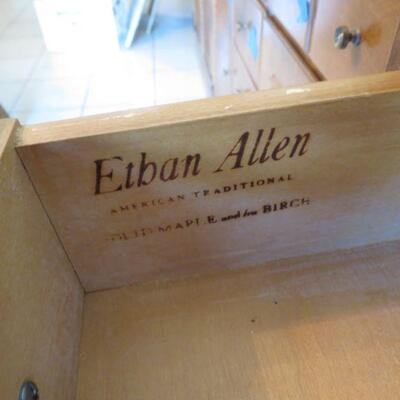 Ethan Allen
AMERICAN TRADITIONAL
SOLID MAPLE and/or BIRCH